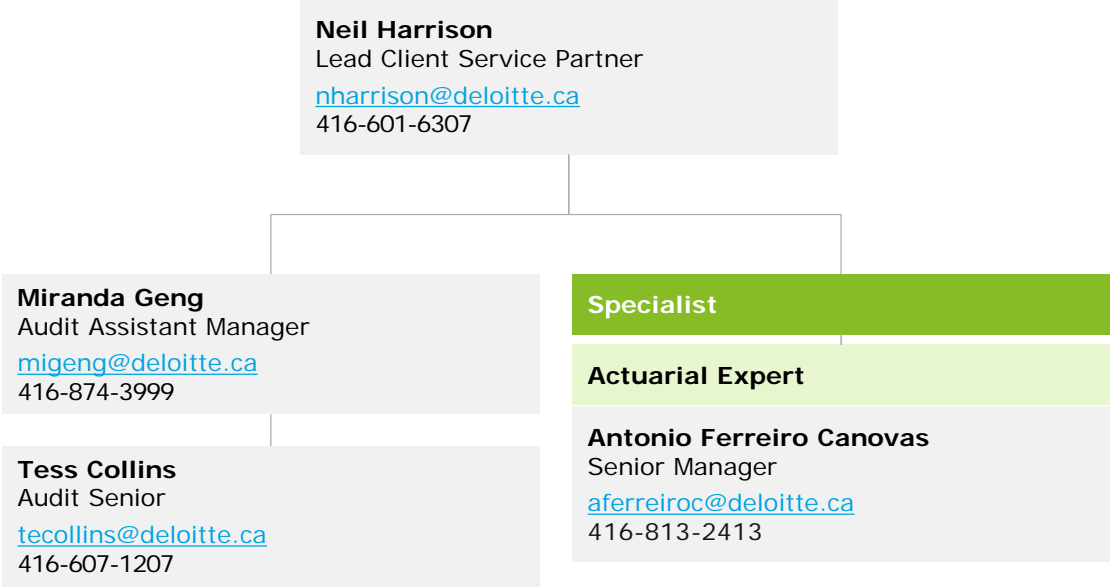 Neil Harrison
Lead Client Service Partner
nharrison@deloitte.ca
416-601-6307
Miranda Geng
Audit Assistant Manager
migeng@deloitte.ca
416-874-3999
Tess Collins
Audit Senior
tecollins@deloitte.ca
416-607-1207
Specialist
Actuarial Expert
Antonio Ferreiro Canovas
Senior Manager
aferreiroc@deloitte.ca
416-813-2413